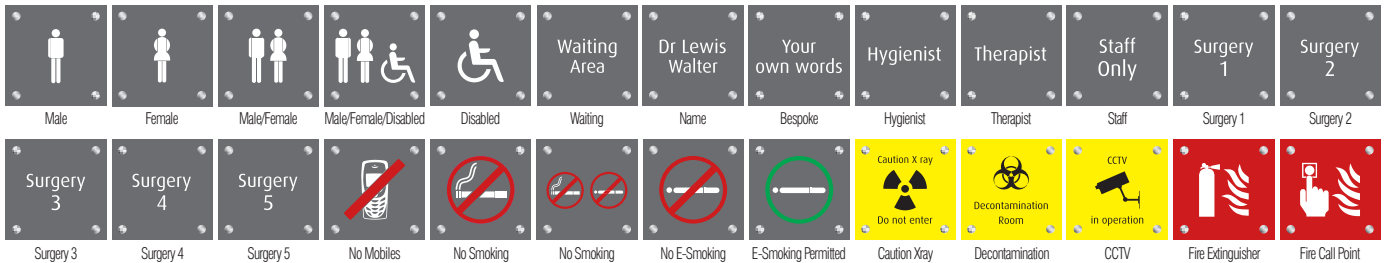 Waiting
Area
Dr Lewis
Walter
Your
own words
Hygienist
Therapist
Staff
Only
Surgery
1
Surgery
2
Male
Female
Male/Female
Male/Female/Disabled
Disabled
Waiting
Name
Bespoke
Hygienist
Therapist
Staff
Surgery 1
Surgery 2
Surgery
3
Surgery
4
Surgery
5
Caution X ray
Do not enter
Decontamination
Room
CCTV
in operation
Surgery 3
Surgery 4
Surgery 5
No Mobiles
No Smoking
No Smoking
No E-Smoking
E-Smoking Permitted
Caution Xray
Decontamination
CCTV
Fire Extinguisher
Fire Call Point